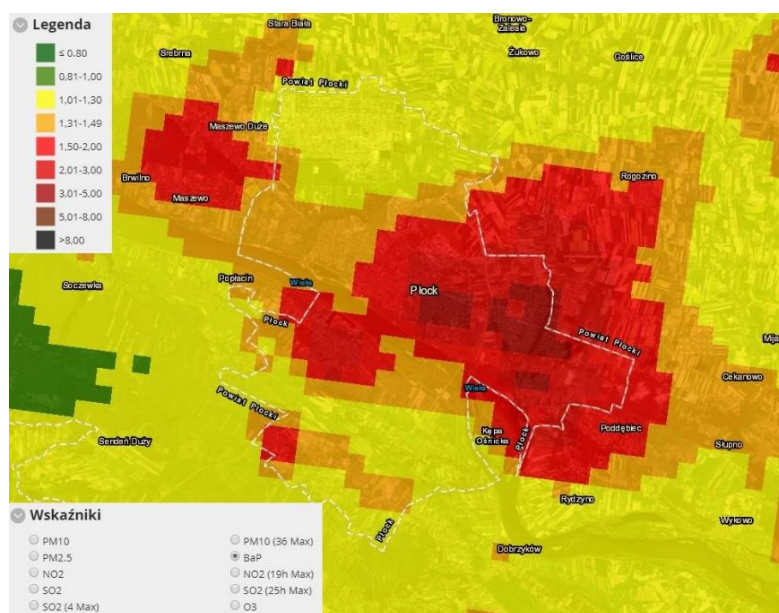 Legenda
≤ 0.80
0.81-1,00
1.01-1.30
1,31-1,49
1,50-2,00
2.01-3,00
3.01-5,00
5.01-8.00
>8,00
Stara Biała
Bronowo-
Zalesie
Srebrna
Żukowo
Goślice
Powiat Płocki
Maszewo Duże
Brwilno
Maszewo
Rogozino
Soczewka
Popłacin
Wisła
Płock
Płock
Powiat Płocki
Powiat Płocki
Wisła
Cekanowo
Sendeń Duży
Kępa
Ośnicka
Płock
Poddębiec
Słupno
Rydzyno
Wykowo
Płock
Dobrzyków
Wskaźniki
PM10
PM10 (36 Max)
PM2.5
BaP
NO2
NO2 (19h Max)
SO2
SO2 (25h Max)
SO2 (4 Max)
O3